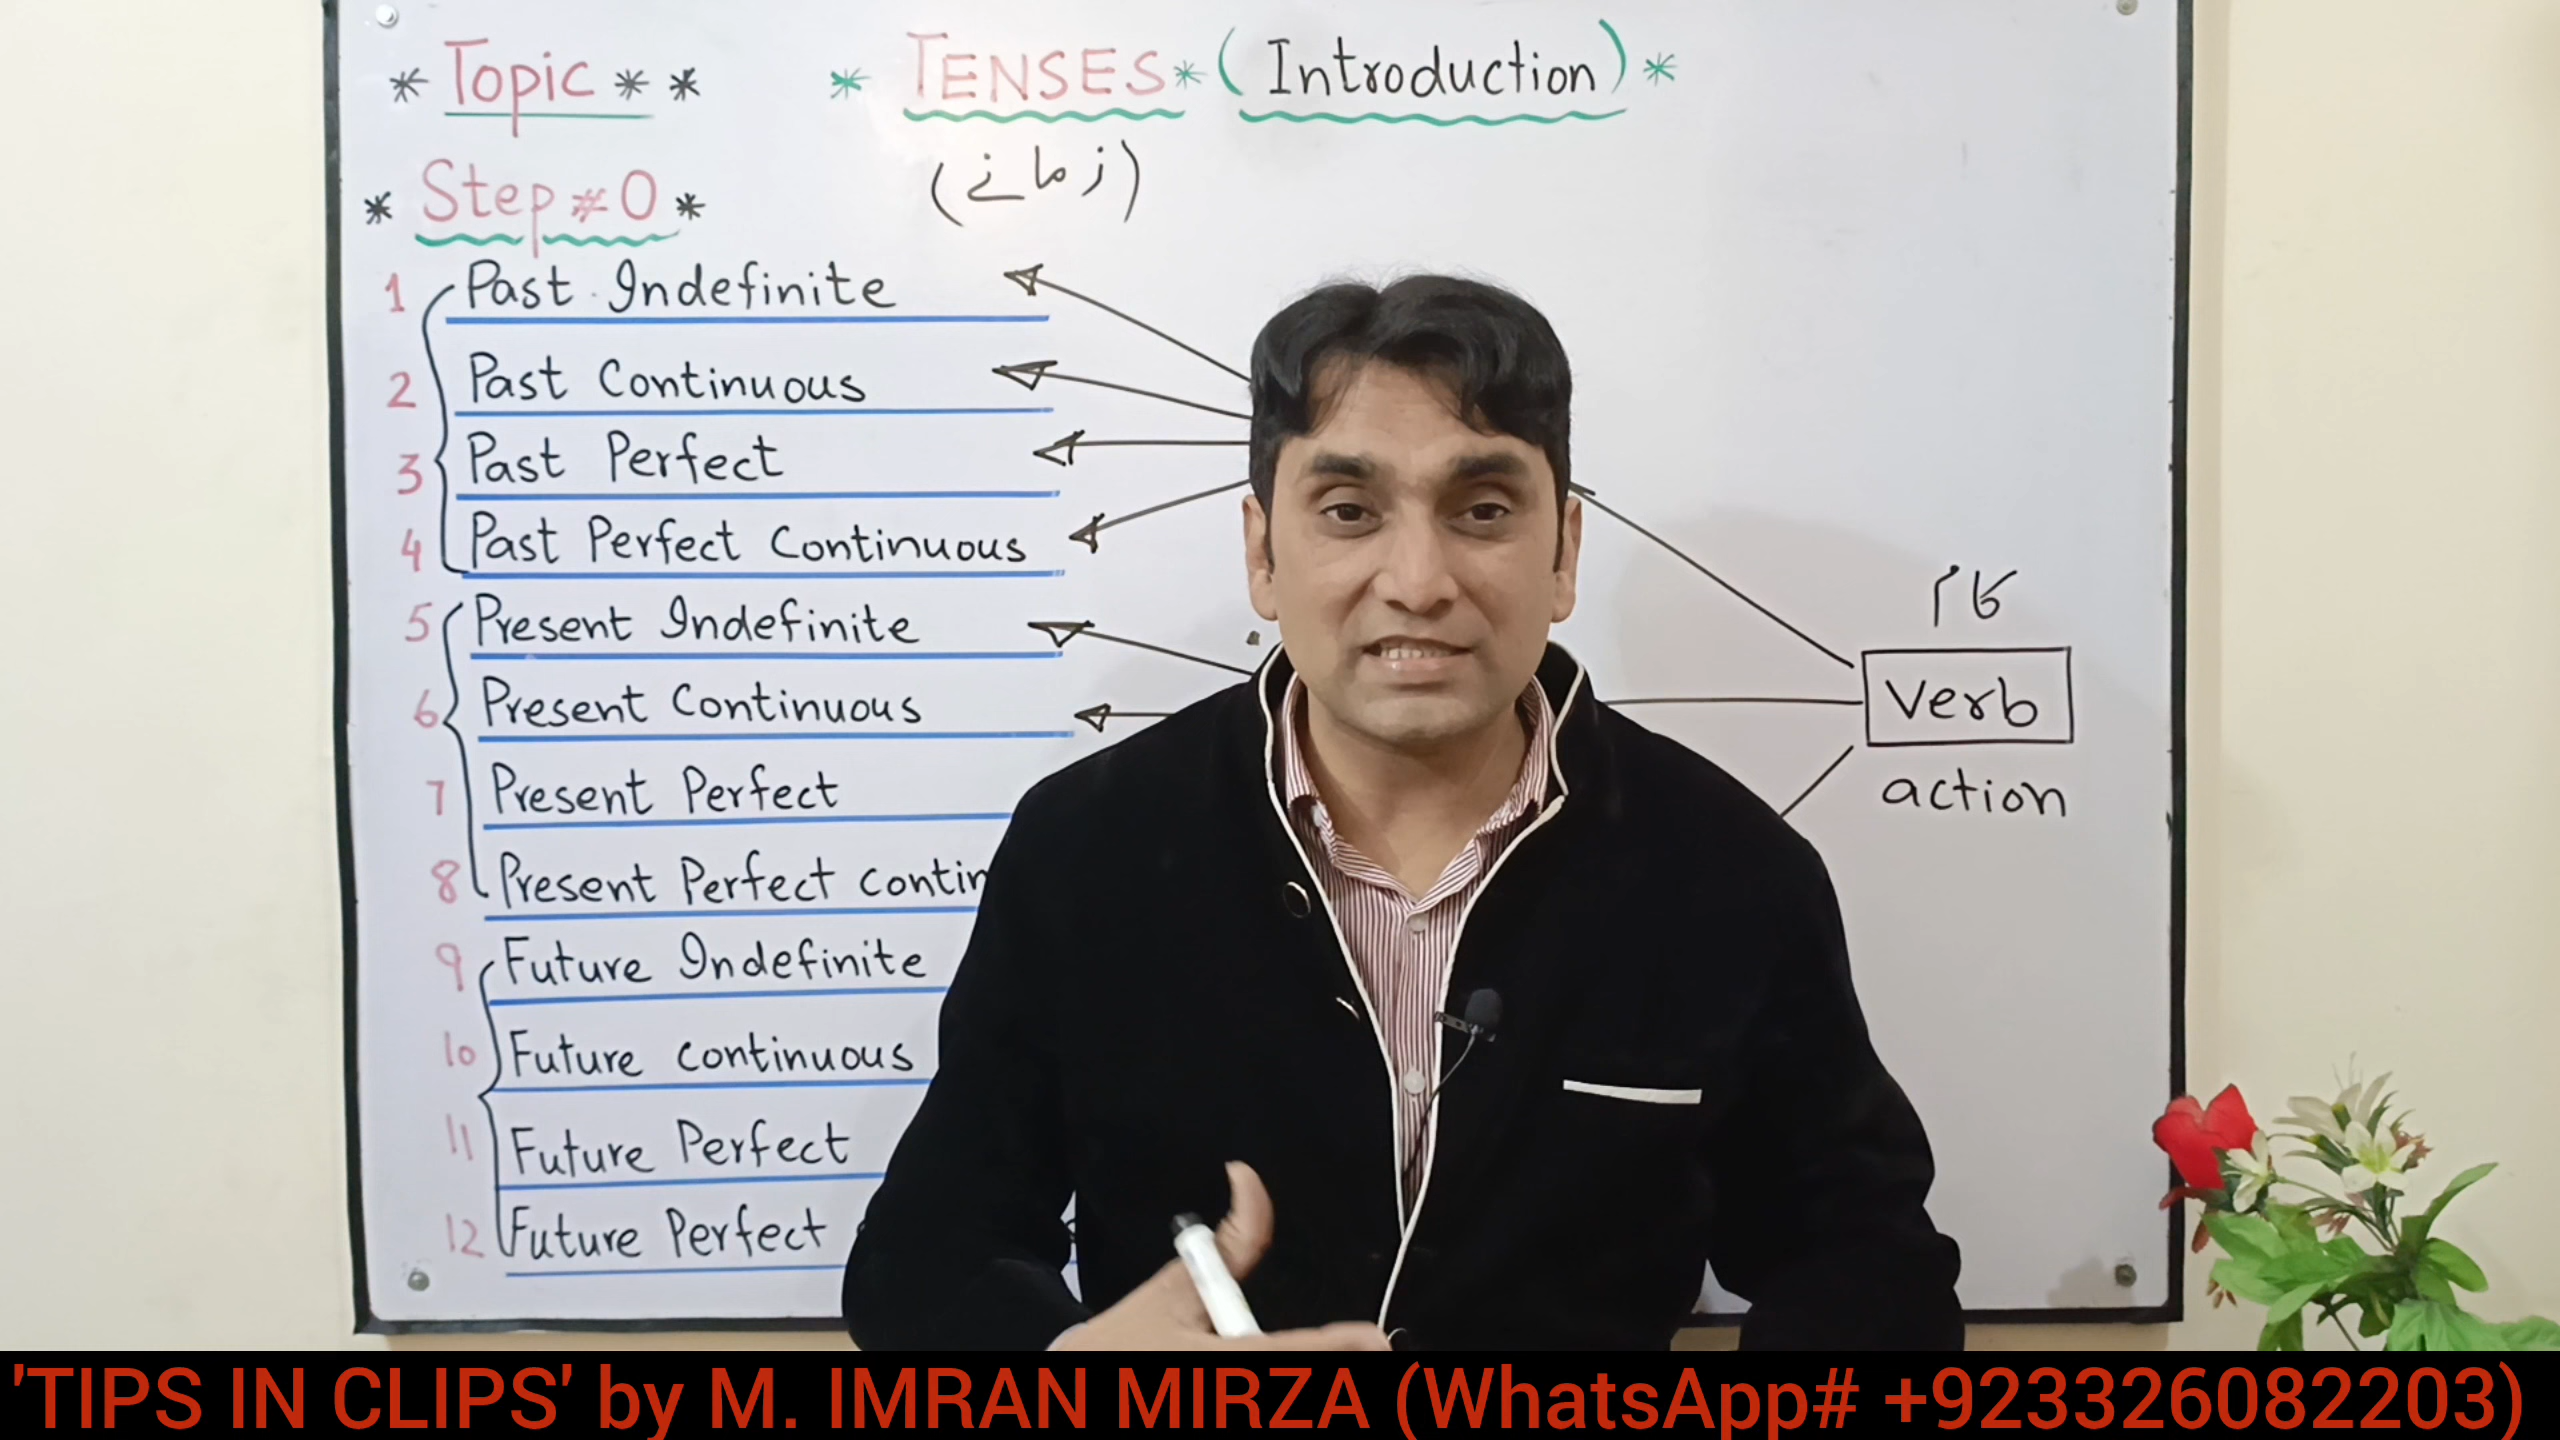 * Topic * * * TENSES * (Introduction) *
* Step # 0 * (زمانے)
1 Past Indefinite
2 Past Continuous
3 Past Perfect
4 Past Perfect Continuous
5 Present Indefinite
6 Present Continuous
7 Present Perfect
8 Present Perfect contin
9 Future Indefinite
10 Future continuous
11 Future Perfect
12 Future Perfect
کام
Verb
action
'TIPS IN CLIPS' by M. IMRAN MIRZA (WhatsApp# +923326082203)